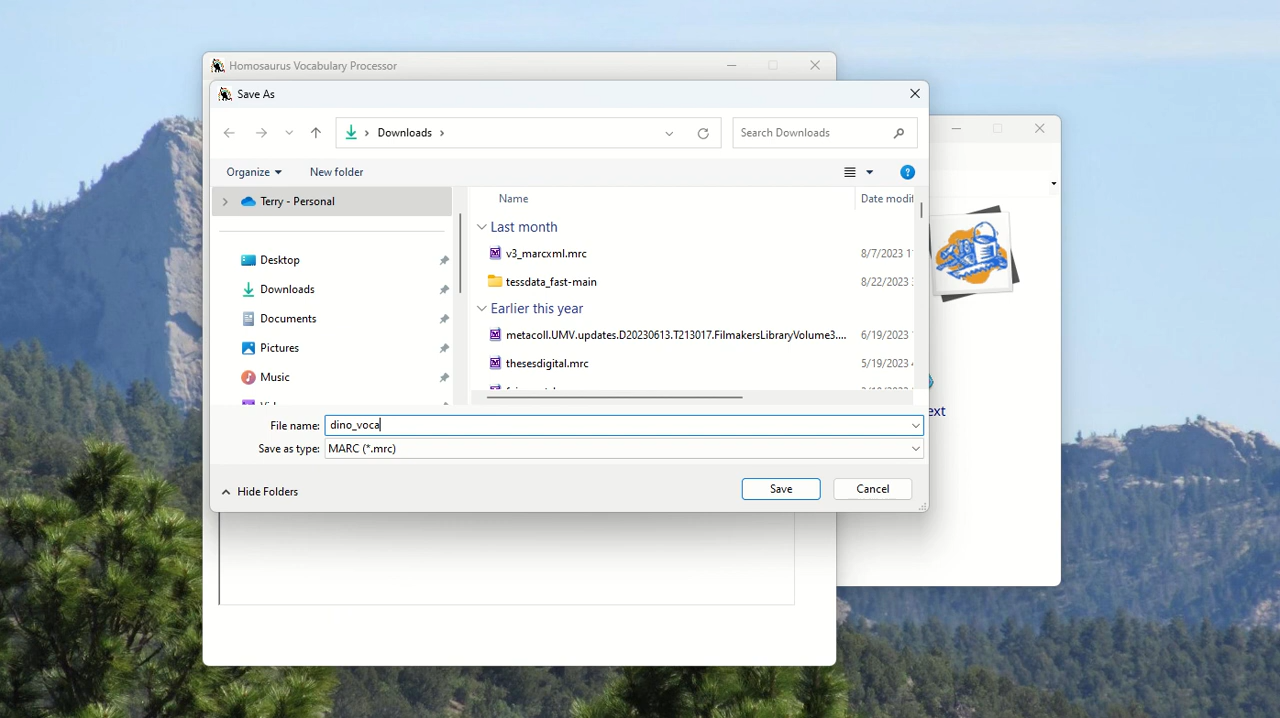 Homosaurus Vocabulary Processor
Save As
Downloads
Search Downloads
Organize
New folder
Terry - Personal
Name
Date modif
Last month
Desktop
v3_marcxml.mrc
8/7/2023 1
Downloads
tessdata_fast-main
8/22/2023
Documents
Earlier this year
metacoll.UMV.updates.D20230613.T213017.FilmakersLibraryVolume3....
6/19/2023
Pictures
thesesdigital.mrc
5/19/2023
Music
ext
File name:
dino_voca
Save as type:
MARC (*.mrc)
Hide Folders
Save
Cancel